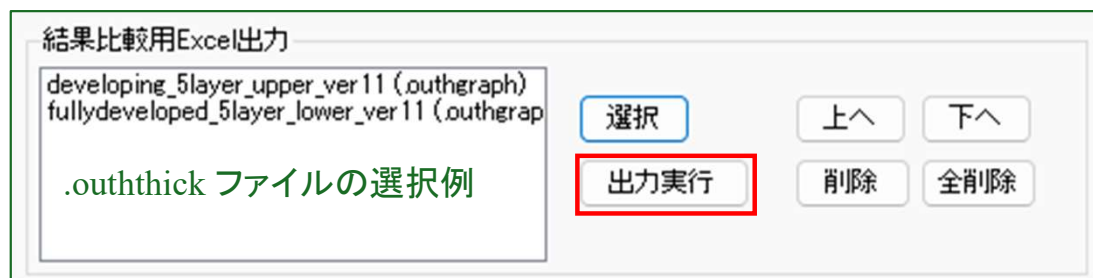 結果比較用Excel出力
developing_5layer_upper_ver11 (.outhgraph)
fullydeveloped_5layer_lower_ver11 (.outhgrap
.ouththick ファイルの選択例
選択
上へ
下へ
出力実行
削除
全削除